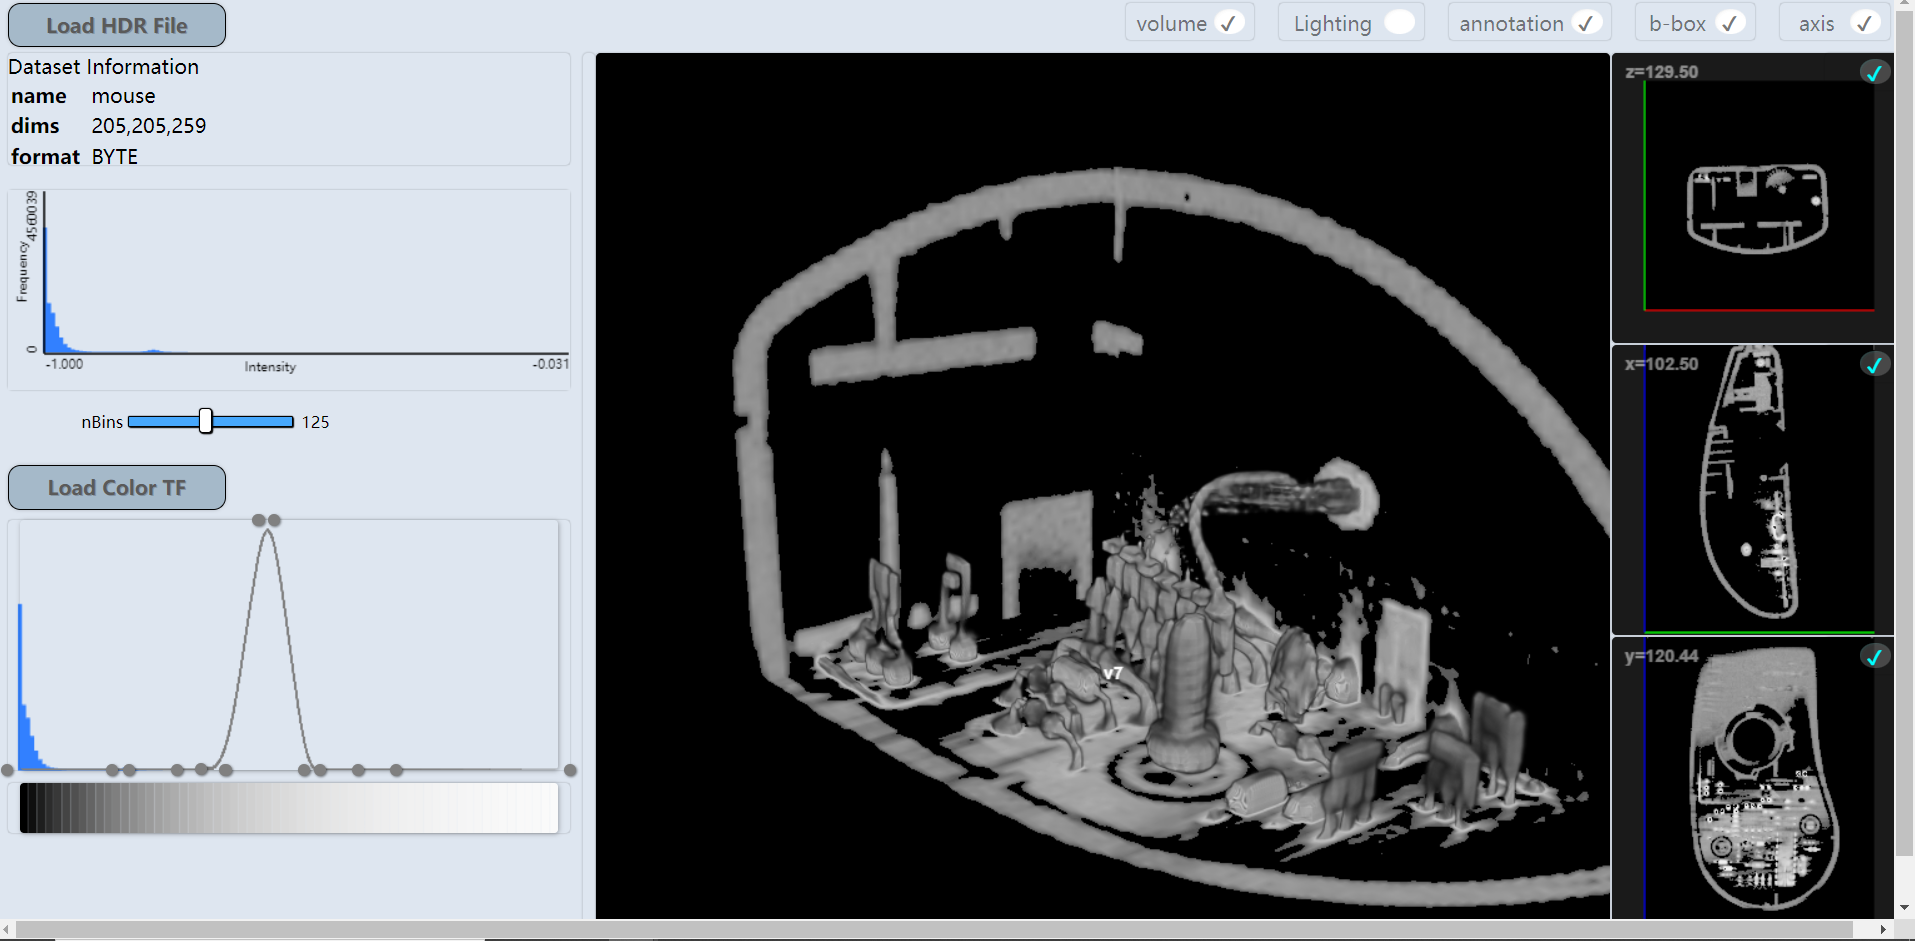 Load HDR File
volume
Lighting
annotation
b-box
axis
Dataset Information
name mouse
dims 205,205,259
format BYTE
Frequency
0
-1.000
Intensity
-0.031
nBins 125
Load Color TF
v7
z=129.50
x=102.50
y=120.44